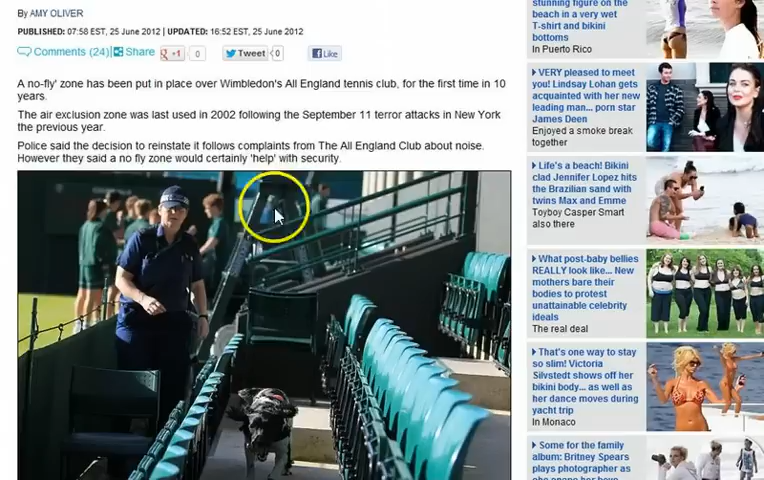 By AMY OLIVER
PUBLISHED: 07:58 EST, 25 June 2012 | UPDATED: 16:52 EST, 25 June 2012
Comments (24) Share +1 0 Tweet 0 Like
A no-fly' zone has been put in place over Wimbledon's All England tennis club, for the first time in 10
years.
The air exclusion zone was last used in 2002 following the September 11 terror attacks in New York
the previous year.
Police said the decision to reinstate it follows complaints from The All England Club about noise.
However they said a no fly zone would certainly 'help' with security.
stunning figure on the
beach in a very wet
T-shirt and bikini
bottoms
In Puerto Rico
VERY pleased to meet
you! Lindsay Lohan gets
acquainted with her new
leading man... porn star
James Deen
Enjoyed a smoke break
together
Life's a beach! Bikini
clad Jennifer Lopez hits
the Brazilian sand with
twins Max and Emme
Toyboy Casper Smart
also there
What post-baby bellies
REALLY look like... New
mothers bare their
bodies to protest
unattainable celebrity
ideals
The real deal
That's one way to stay
so slim! Victoria
Silvstedt shows off her
bikini body... as well as
her dance moves during
yacht trip
In Monaco
Some for the family
album: Britney Spears
plays photographer as